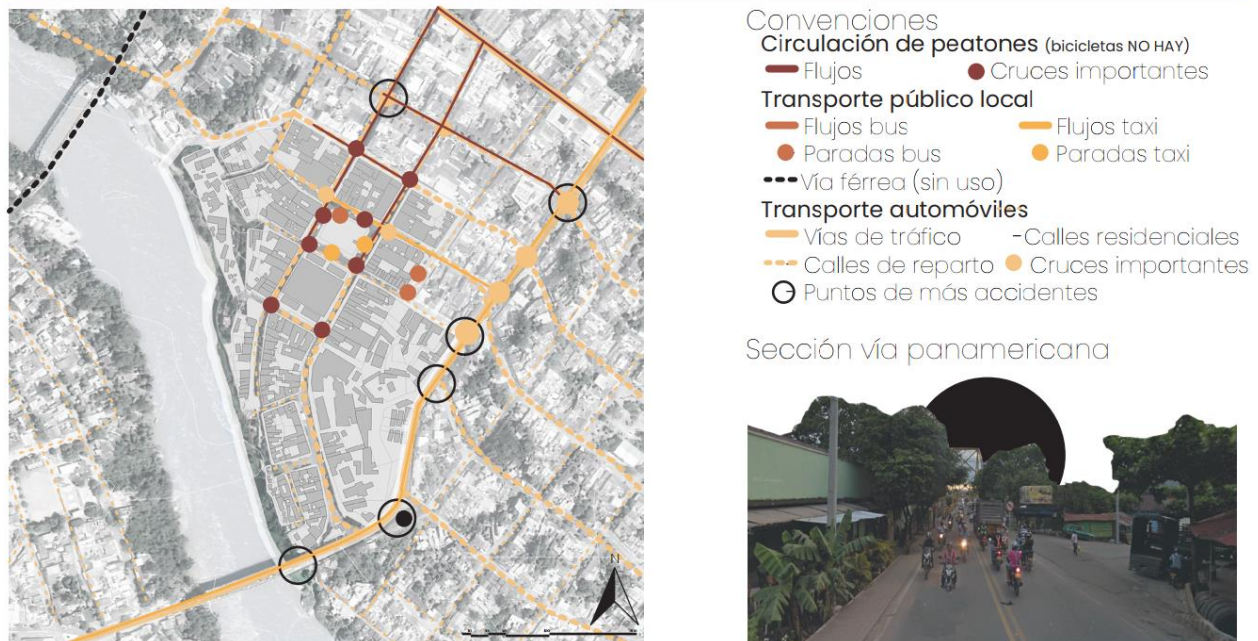 Convenciones
Circulación de peatones (bicicletas NO HAY)
Flujos Cruces importantes
Transporte público local
Flujos bus Flujos taxi
Paradas bus Paradas taxi
Vía férrea (sin uso)
Transporte automóviles
Vías de tráfico -Calles residenciales
Calles de reparto Cruces importantes
Puntos de más accidentes
Sección vía panamericana
N